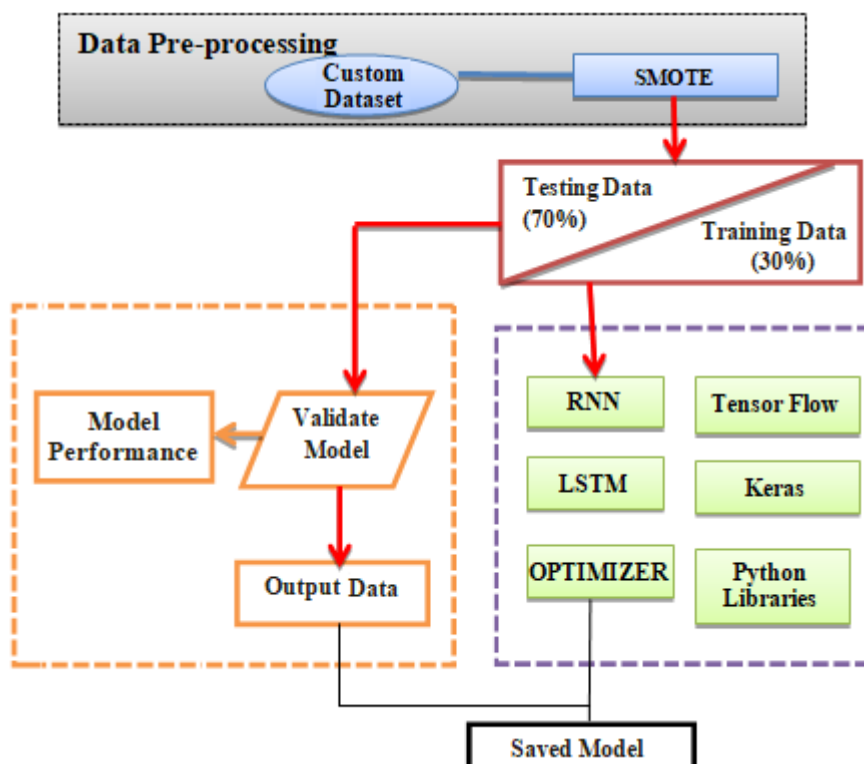 Data Pre-processing
Custom
Dataset
SMOTE
Testing Data
(70%)
Training Data
(30%)
Model
Performance
Validate
Model
Output Data
RNN
Tensor Flow
LSTM
Keras
OPTIMIZER
Python
Libraries
Saved Model